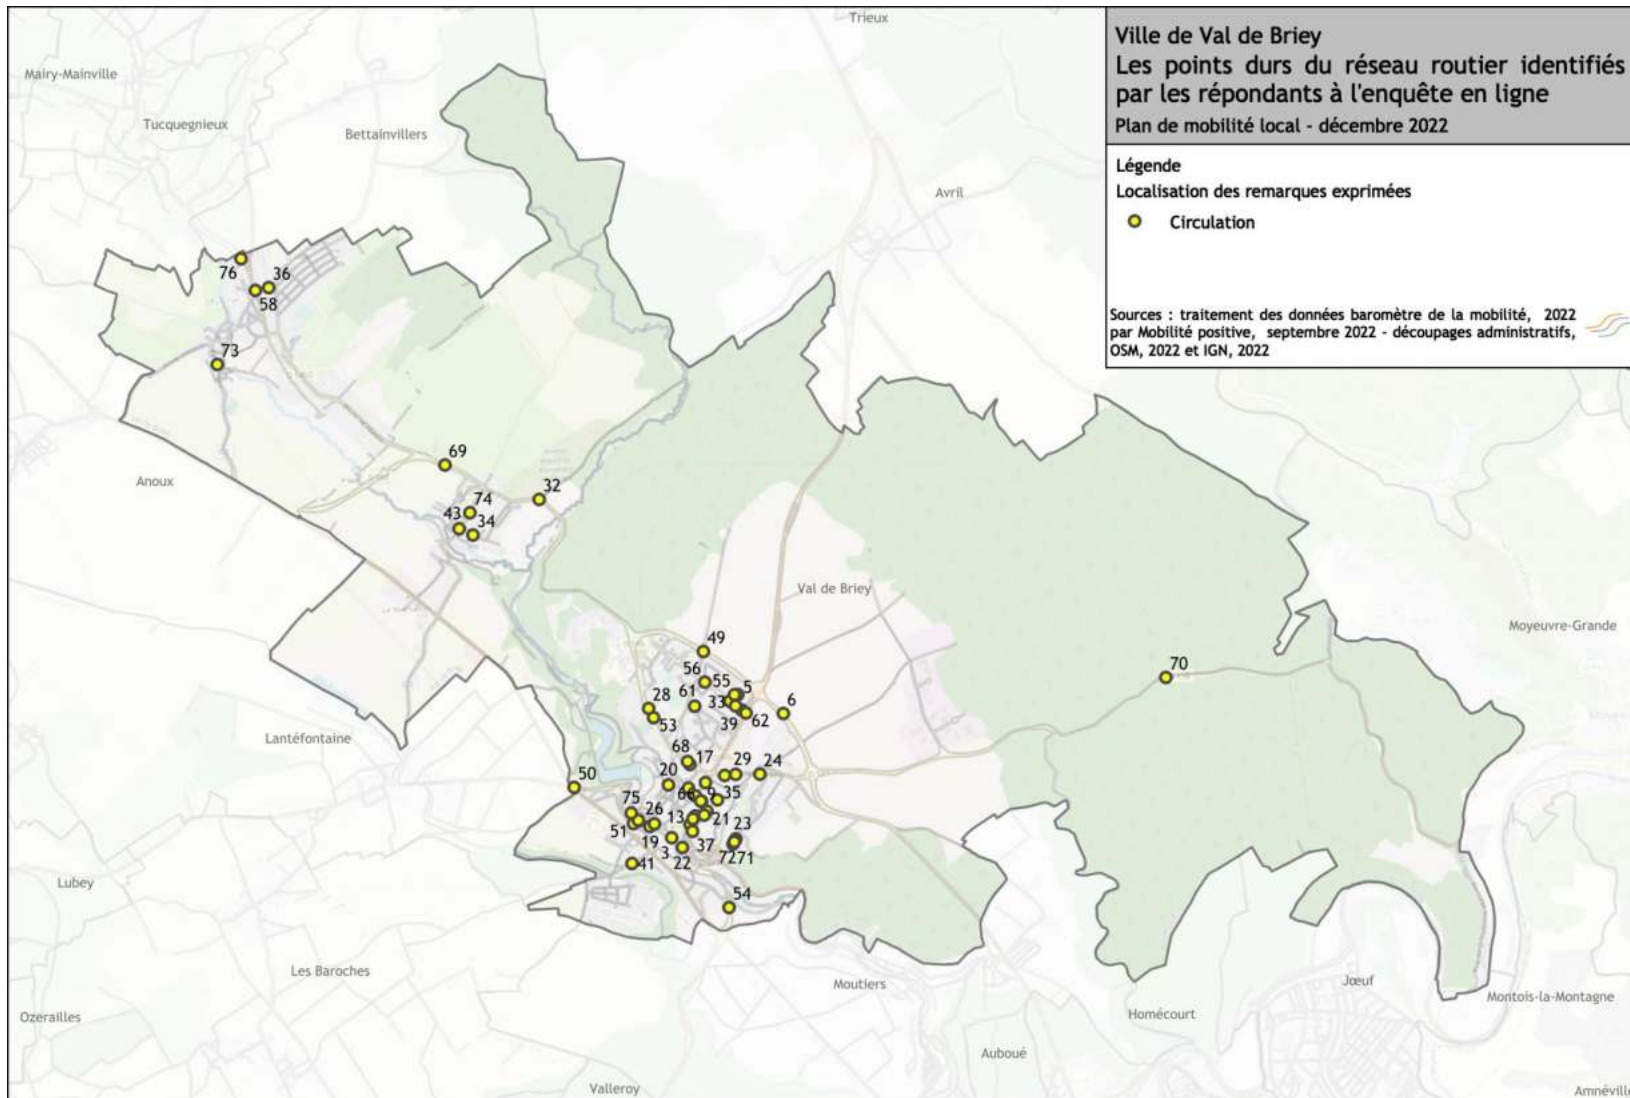 Ville de Val de Briey
Les points durs du réseau routier identifiés
par les répondants à l'enquête en ligne
Plan de mobilité local - décembre 2022
Légende
Localisation des remarques exprimées
Circulation
Sources : traitement des données baromètre de la mobilité, 2022
par Mobilité positive, septembre 2022 - découpages administratifs,
OSM, 2022 et IGN, 2022
Trieux
Mairy-Mainville
Tucquegnieux
Bettainvillers
Avril
76
36
58
73
69
Anoux
32
74
43
34
Val de Briey
Moyeuvre-Grande
49
70
56
55
5
28
61
33
6
53
39
62
Lantéfontaine
68
17
29
24
50
20
66
9
35
75
26
13
21
51
23
19
37
3
72
71
41
22
Lubey
54
Les Baroches
Moutiers
Jœuf
Montois-la-Montagne
Ozerailles
Homécourt
Auboué
Valleroy
Amnéville